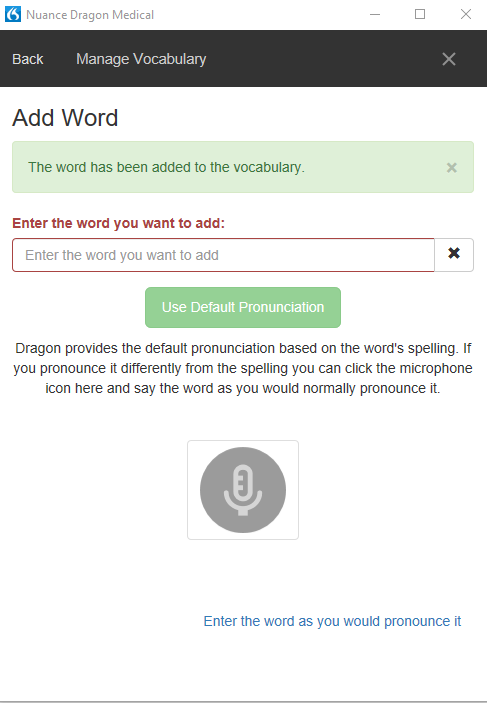 Nuance Dragon Medical
Back Manage Vocabulary
Add Word
The word has been added to the vocabulary.
Enter the word you want to add:
Enter the word you want to add
Use Default Pronunciation
Dragon provides the default pronunciation based on the word's spelling. If
you pronounce it differently from the spelling you can click the microphone
icon here and say the word as you would normally pronounce it.
Enter the word as you would pronounce it